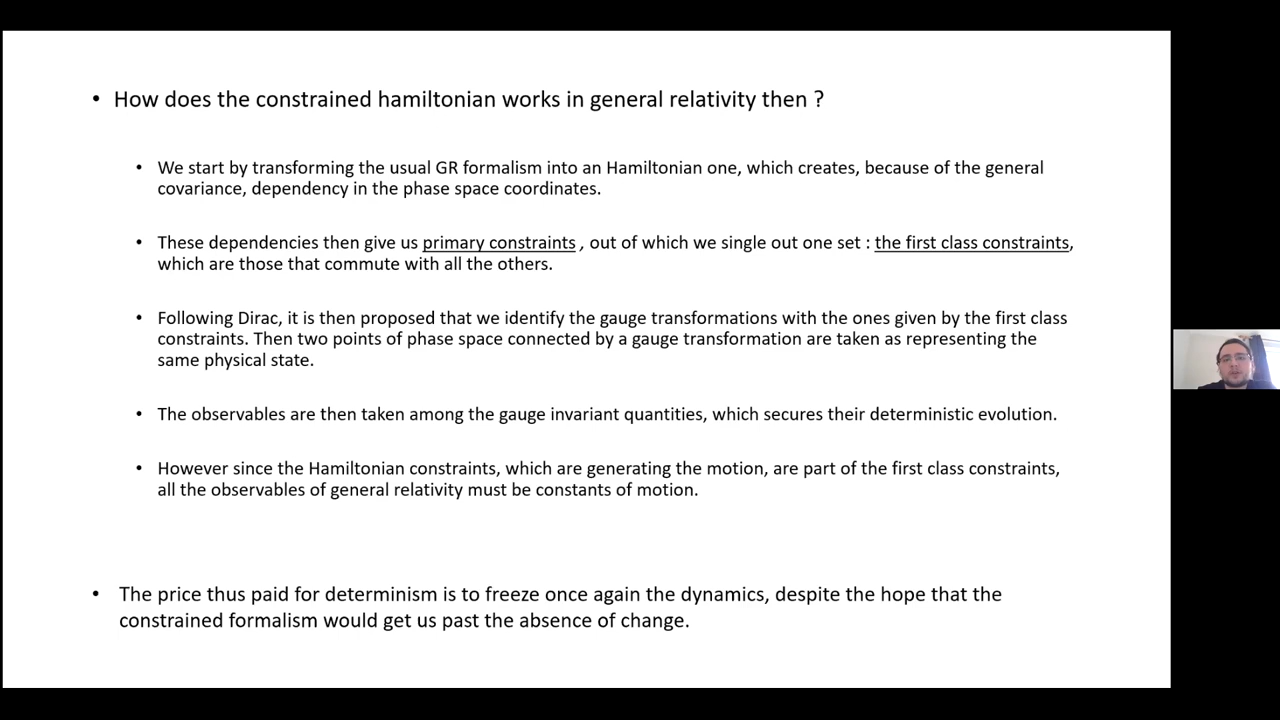 • How does the constrained hamiltonian works in general relativity then ?
• We start by transforming the usual GR formalism into an Hamiltonian one, which creates, because of the general
covariance, dependency in the phase space coordinates.
• These dependencies then give us primary constraints , out of which we single out one set : the first class constraints,
which are those that commute with all the others.
• Following Dirac, it is then proposed that we identify the gauge transformations with the ones given by the first class
constraints. Then two points of phase space connected by a gauge transformation are taken as representing the
same physical state.
• The observables are then taken among the gauge invariant quantities, which secures their deterministic evolution.
• However since the Hamiltonian constraints, which are generating the motion, are part of the first class constraints,
all the observables of general relativity must be constants of motion.
• The price thus paid for determinism is to freeze once again the dynamics, despite the hope that the
constrained formalism would get us past the absence of change.